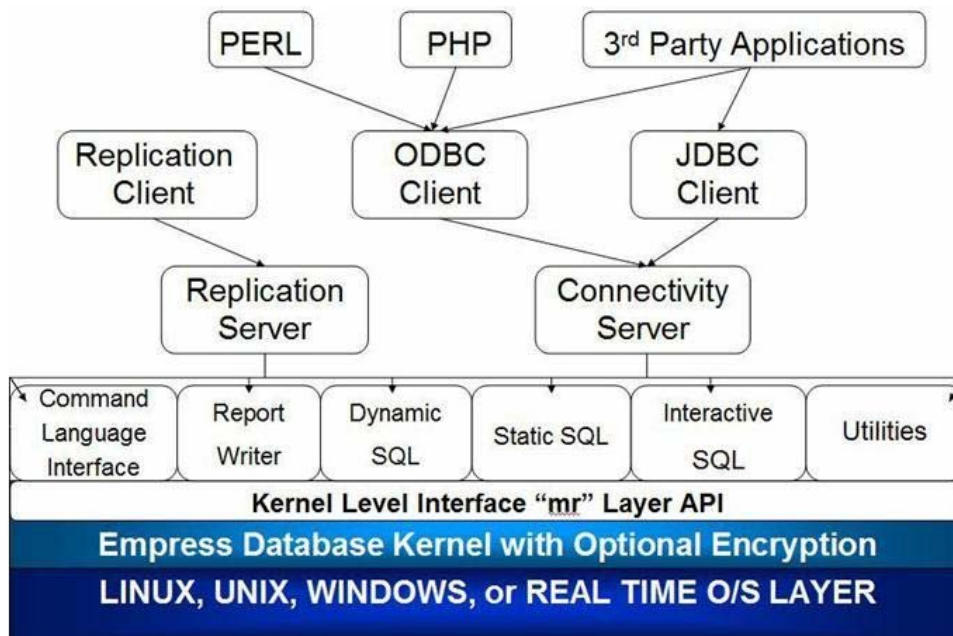 PERL
PHP
3rd Party Applications
Replication
Client
ODBC
Client
JDBC
Client
Replication
Server
Connectivity
Server
Command
Language
Interface
Report
Writer
Dynamic
SQL
Static SQL
Interactive
SQL
Utilities
Kernel Level Interface “mr” Layer API
Empress Database Kernel with Optional Encryption
LINUX, UNIX, WINDOWS, or REAL TIME O/S LAYER